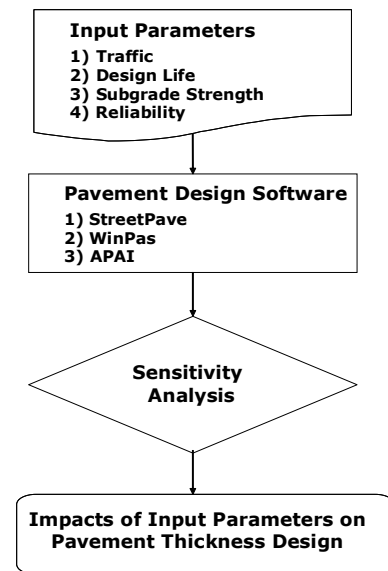 Input Parameters
1) Traffic
2) Design Life
3) Subgrade Strength
4) Reliability
Pavement Design Software
1) StreetPave
2) WinPas
3) APAI
Sensitivity
Analysis
Impacts of Input Parameters on
Pavement Thickness Design